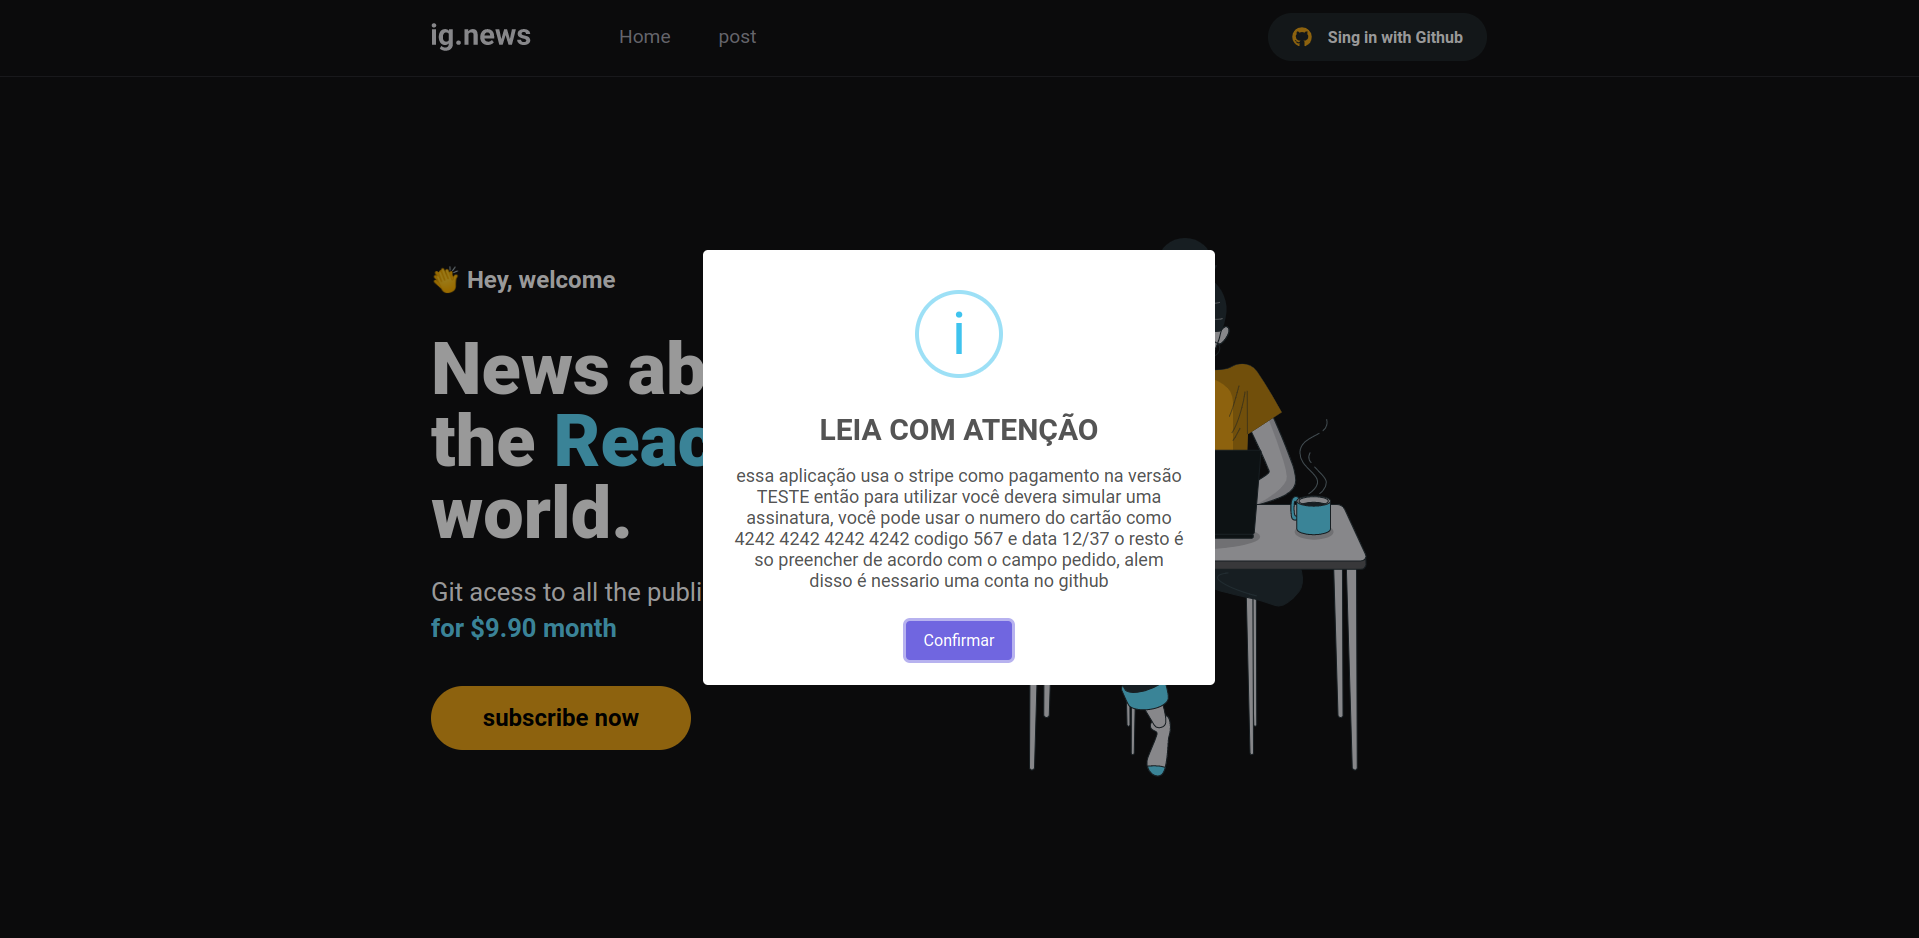 ig.news
Home
post
Sing in with Github
👏 Hey, welcome
News ab
the Reac
world.
Git acess to all the publi
for $9.90 month
subscribe now
i
LEIA COM ATENÇÃO
essa aplicação usa o stripe como pagamento na versão
TESTE então para utilizar você devera simular uma
assinatura, você pode usar o numero do cartão como
4242 4242 4242 4242 codigo 567 e data 12/37 o resto é
so preencher de acordo com o campo pedido, alem
disso é nessario uma conta no github
Confirmar